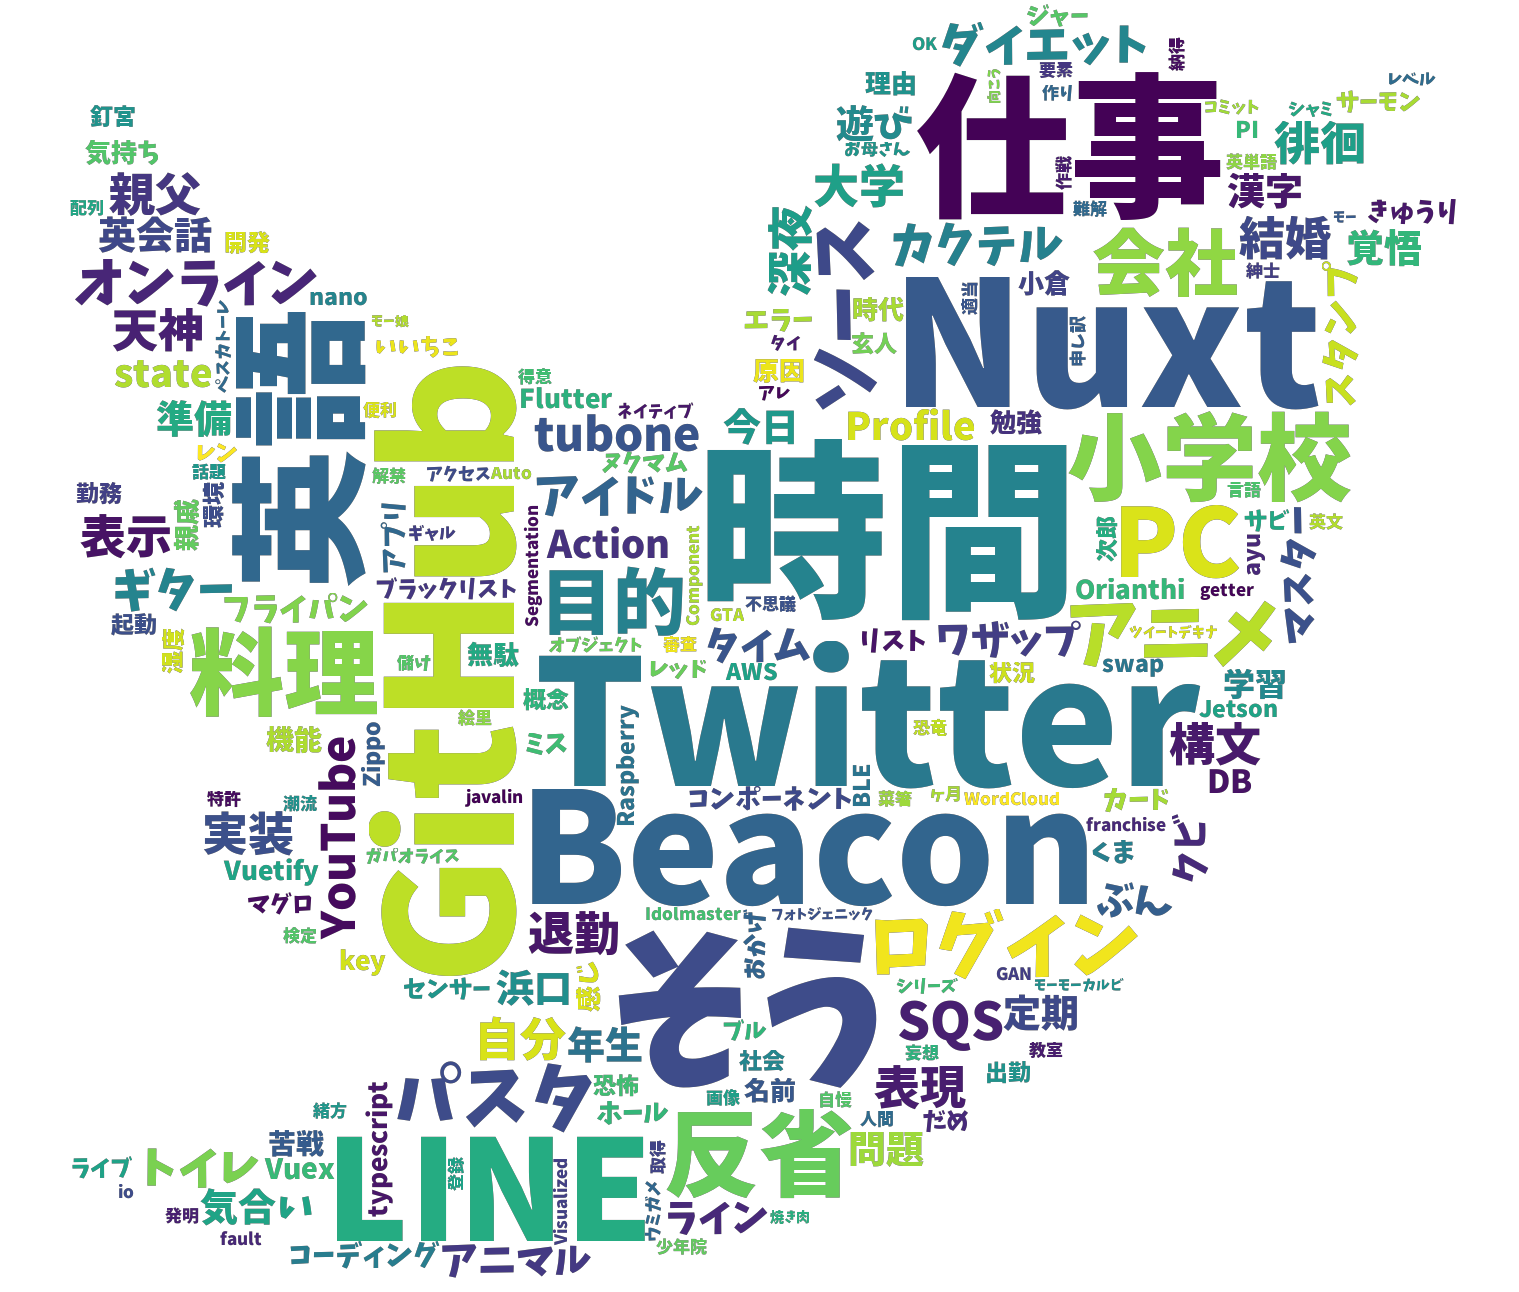 ジャー
OK
ダイエット
納得
理由
向こう
要素
作り
仕事
レベル
コミット
シャミ
サーモン
釘宮
遊び
お母さん
PI
徘徊
気持ち
英単語
作戦
大学
親父
漢字
配列
難解
モー
きゅうり
英会話
開発
深夜
ソース
カクテル
会社
結婚
覚悟
オンライン
nano
小倉
紳士
スタンプ
天神
ペスカトーレ
英語
モー娘
いいちこ
エラー
時代
適当
Nuxt
申し訳
タイ
玄人
state
得意
Flutter
原因
アレ
準備
便利
GitHub
ネイティブ
tubone
今日
Profile
勉強
小学校
レン
話題
解禁
アクセス
Auto
ヌクマム
時間
言語
勤務
環境
アイドル
表示
親戚
アプリ
ギャル
Segmentation
Action
Component
次郎
PC
サビ
ayu
英文
マスター
ギター
ブラックリスト
目的
GTA
不思議
Orianthi
getter
起動
フライパン
温度
料理
儲け
無駄
オブジェクト
審査
タイム
リスト
ワザップ
アニメ
ツイートデキナ
レッド
AWS
状況
swap
学習
概念
Twitter
恐竜
Jetson
機能
絵里
ミス
Raspberry
構文
YouTube
Zippo
DB
特許
潮流
javalin
コンポーネント
BLE
菜箸
ケ月
WordCloud
カード
実装
Beacon
franchise
クビ
ガパオライス
くま
Vuetify
マグロ
ぶん
検定
退勤
Idolmaster
おかけ
フォトジェニック
ログイン
key
センサー
浜口
感じ
そう
GAN
シリーズ
モーモーカルビ
自分
年生
ブル
SQS
定期
社会
妄想
教室
出勤
パスタ
恐怖
名前
表現
typescript
緒方
ホール
画像
自慢
人間
だめ
苦戦
LINE
反省
問題
ライブ
トイレ
Vuex
登録
取得
io
気合い
Visualized
ウミガメ
発明
ライン
焼き肉
fault
コーディング
アニマル
少年院